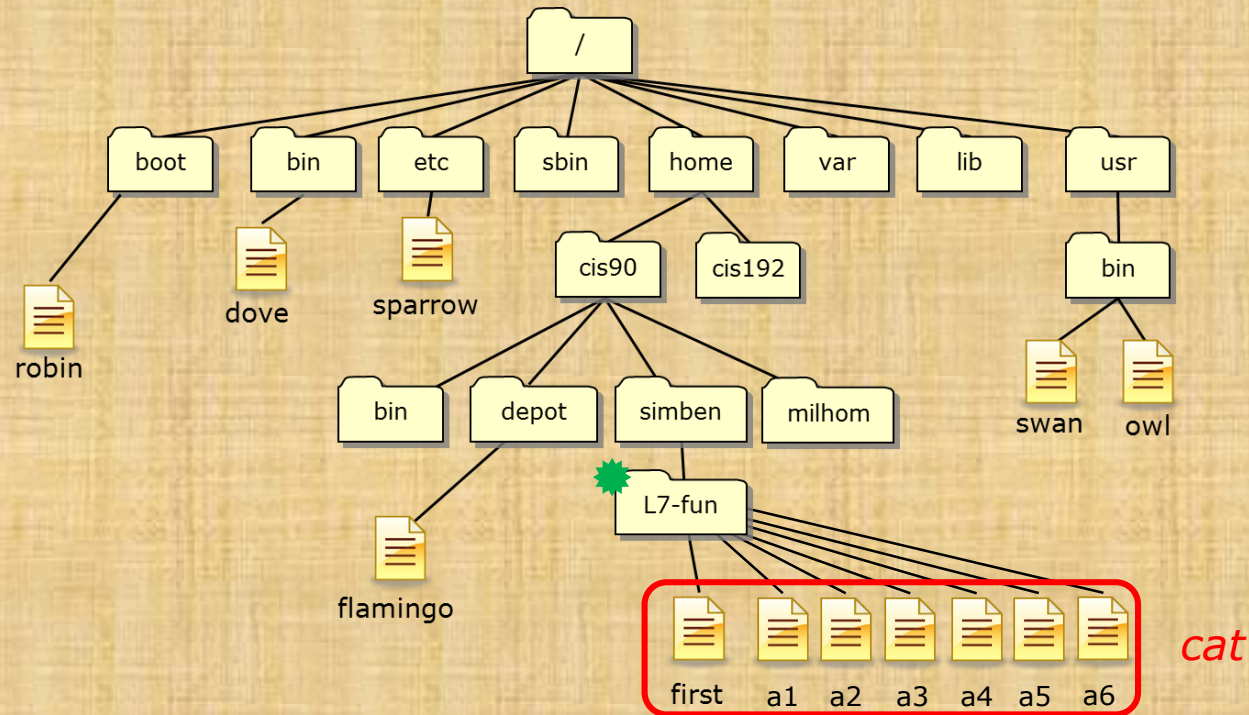 /
boot bin etc sbin home var lib usr
cis90 cis192 bin
dove sparrow
robin
bin depot simben milhom
swan owl
L7-fun
flamingo
cat
first a1 a2 a3 a4 a5 a6